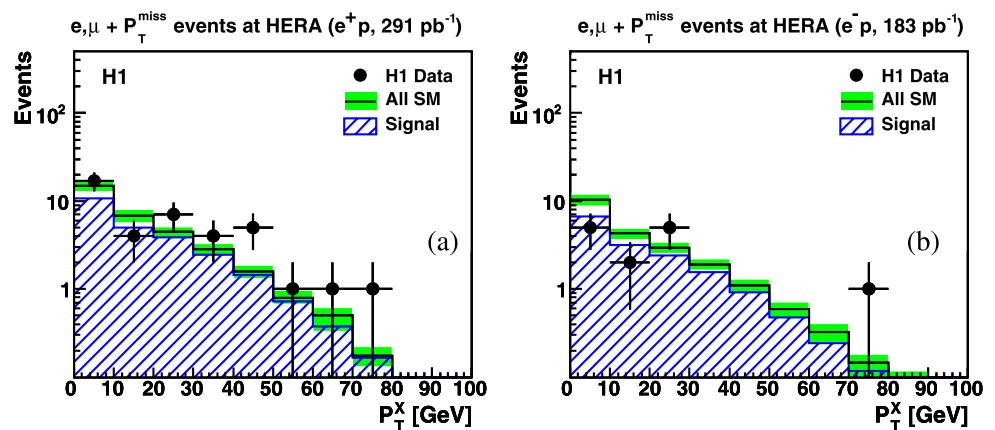 e,μ + P_T^miss events at HERA (e⁺p, 291 pb⁻¹)
Events
H1
H1 Data
All SM
Signal
10²
10
1
(a)
0 10 20 30 40 50 60 70 80 90 100
P_T^X [GeV]
e,μ + P_T^miss events at HERA (e⁻p, 183 pb⁻¹)
Events
H1
H1 Data
All SM
Signal
10²
10
1
(b)
0 10 20 30 40 50 60 70 80 90 100
P_T^X [GeV]